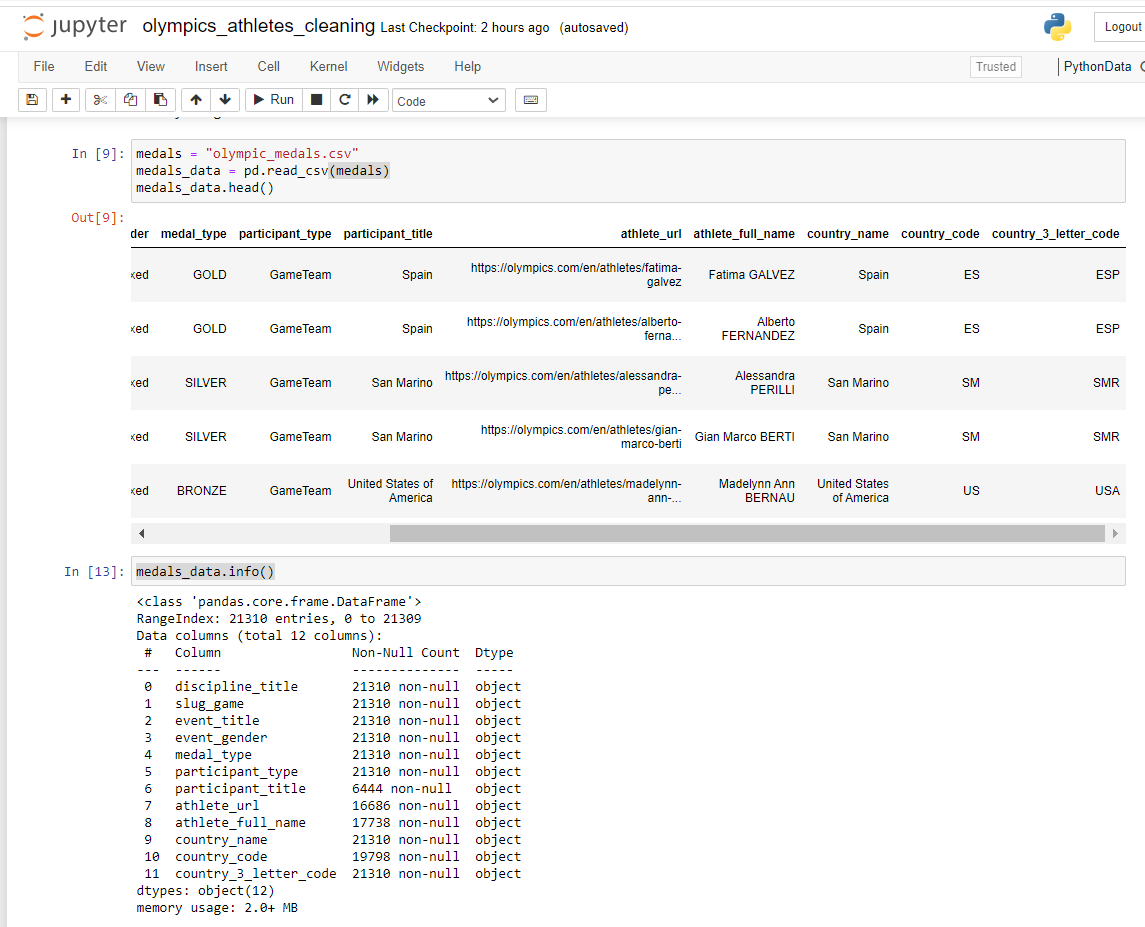 jupyter olympics_athletes_cleaning Last Checkpoint: 2 hours ago (autosaved)
Logout
File Edit View Insert Cell Kernel Widgets Help
Trusted
PythonData
Run
Code
In [9]:
medals = "olympic_medals.csv"
medals_data = pd.read_csv(medals)
medals_data.head()
Out[9]:
der medal_type participant_type participant_title athlete_url athlete_full_name country_name country_code country_3_letter_code
xed GOLD GameTeam Spain https://olympics.com/en/athletes/fatima-galvez Fatima GALVEZ Spain ES ESP
xed GOLD GameTeam Spain https://olympics.com/en/athletes/alberto-ferna... Alberto FERNANDEZ Spain ES ESP
xed SILVER GameTeam San Marino https://olympics.com/en/athletes/alessandra-pe... Alessandra PERILLI San Marino SM SMR
xed SILVER GameTeam San Marino https://olympics.com/en/athletes/gian-marco-berti Gian Marco BERTI San Marino SM SMR
xed BRONZE GameTeam United States of America https://olympics.com/en/athletes/madelynn-ann-... Madelynn Ann BERNAU United States of America US USA
In [13]:
medals_data.info()
<class 'pandas.core.frame.DataFrame'>
RangeIndex: 21310 entries, 0 to 21309
Data columns (total 12 columns):
# Column Non-Null Count Dtype
--- ------ -------------- -----
0 discipline_title 21310 non-null object
1 slug_game 21310 non-null object
2 event_title 21310 non-null object
3 event_gender 21310 non-null object
4 medal_type 21310 non-null object
5 participant_type 21310 non-null object
6 participant_title 6444 non-null object
7 athlete_url 16686 non-null object
8 athlete_full_name 17738 non-null object
9 country_name 21310 non-null object
10 country_code 19798 non-null object
11 country_3_letter_code 21310 non-null object
dtypes: object(12)
memory usage: 2.0+ MB